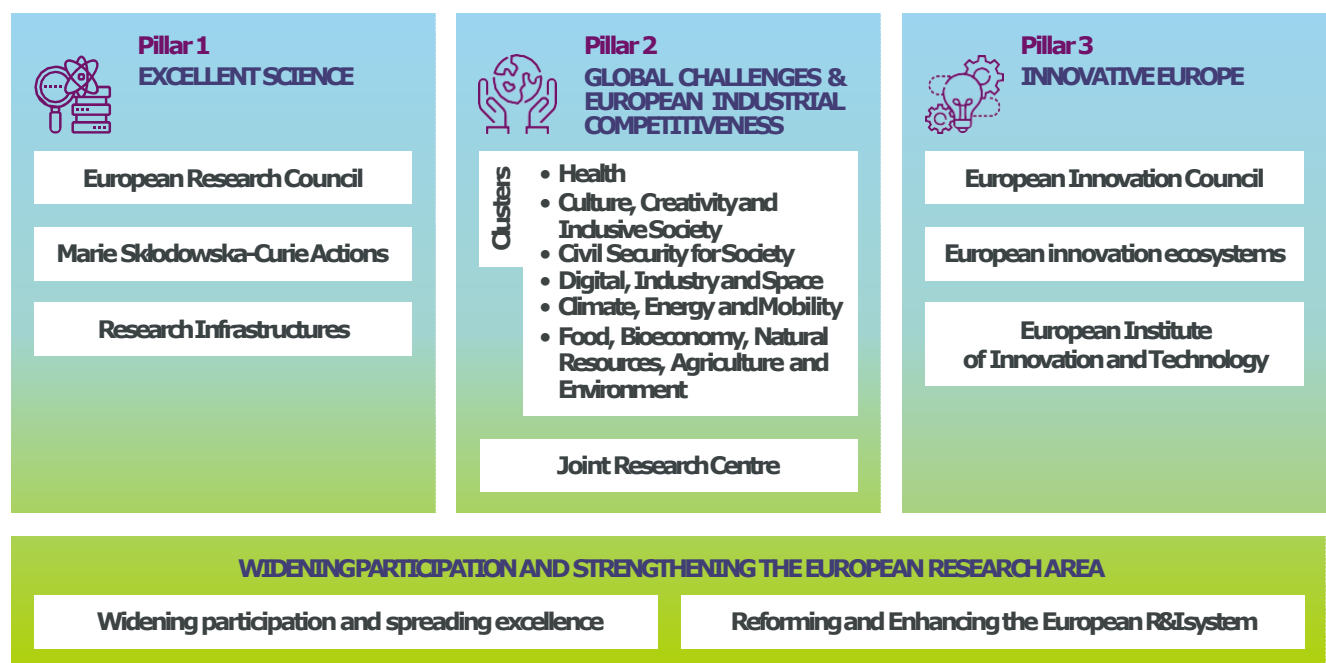 Pillar 1
EXCELLENT SCIENCE
European Research Council
Marie Skłodowska-Curie Actions
Research Infrastructures
Pillar 2
GLOBAL CHALLENGES &
EUROPEAN INDUSTRIAL
COMPETITIVENESS
Clusters
• Health
• Culture, Creativity and
Inclusive Society
• Civil Security for Society
• Digital, Industry and Space
• Climate, Energy and Mobility
• Food, Bioeconomy, Natural
Resources, Agriculture and
Environment
Joint Research Centre
Pillar 3
INNOVATIVE EUROPE
European Innovation Council
European innovation ecosystems
European Institute
of Innovation and Technology
WIDENING PARTICIPATION AND STRENGTHENING THE EUROPEAN RESEARCH AREA
Widening participation and spreading excellence
Reforming and Enhancing the European R&I system